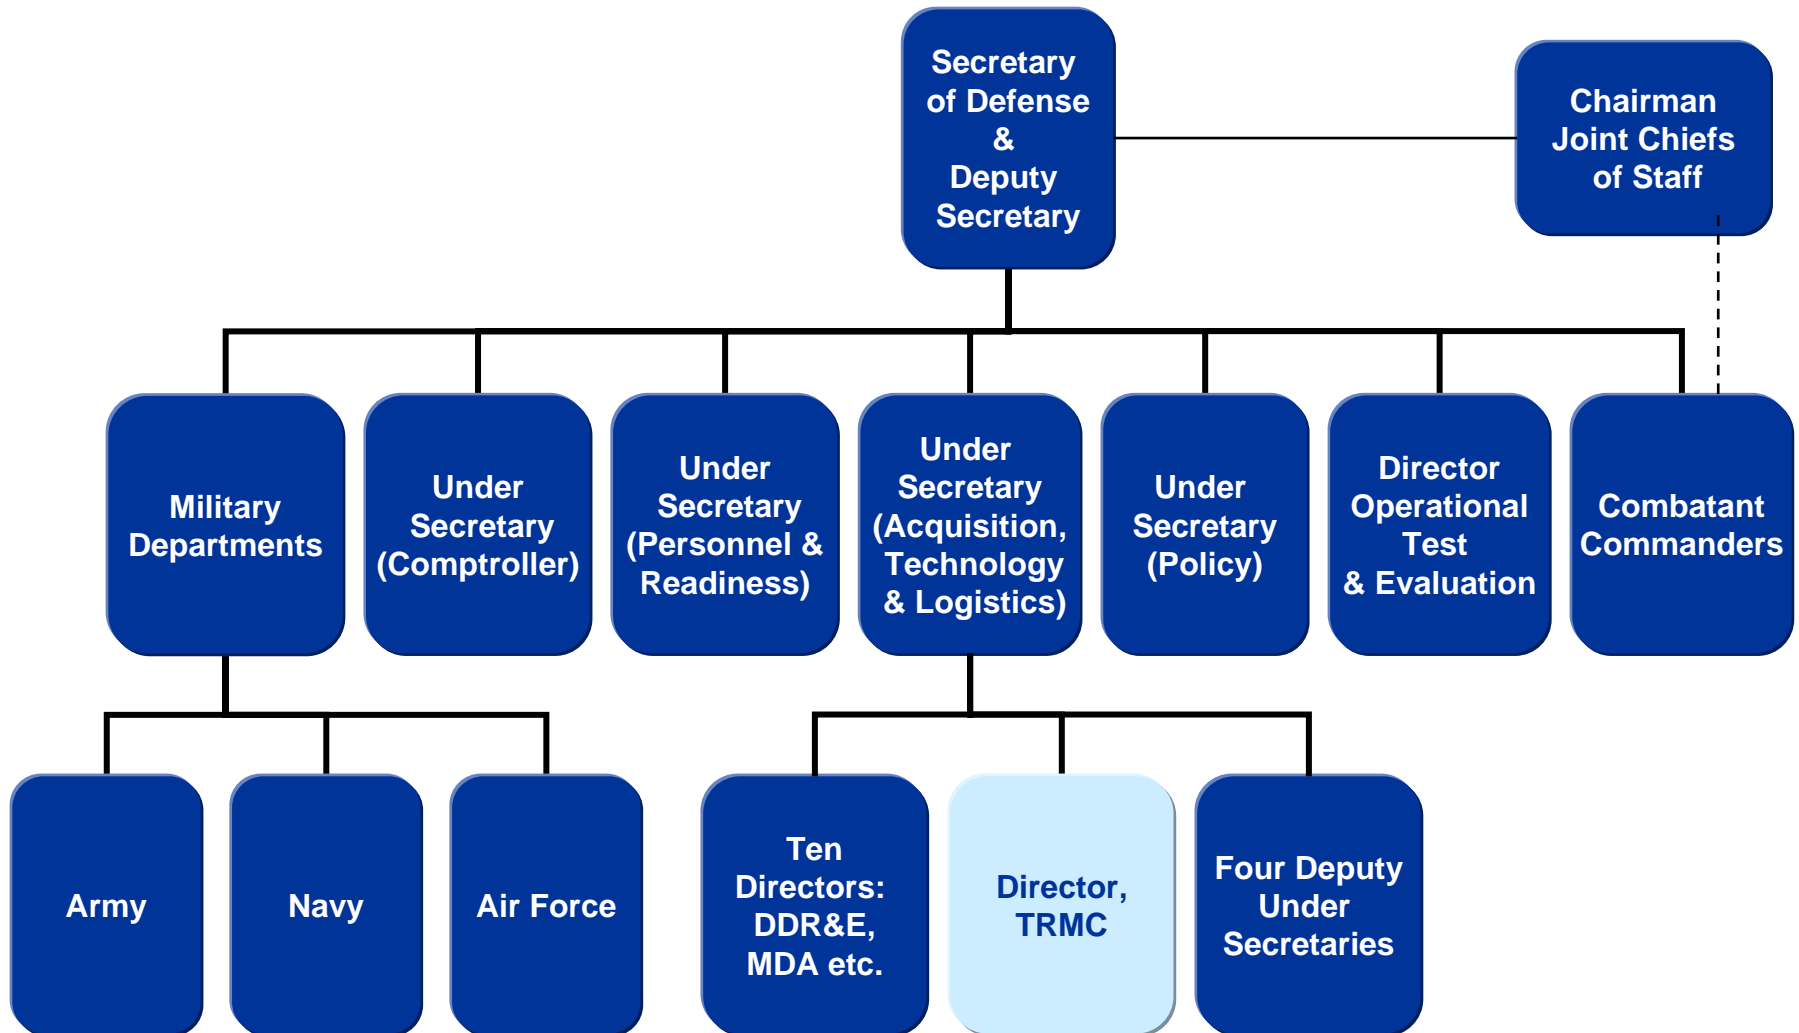 Secretary
of Defense
&
Deputy
Secretary
Chairman
Joint Chiefs
of Staff
Military
Departments
Under
Secretary
(Comptroller)
Under
Secretary
(Personnel &
Readiness)
Under
Secretary
(Acquisition,
Technology
& Logistics)
Under
Secretary
(Policy)
Director
Operational
Test
& Evaluation
Combatant
Commanders
Army
Navy
Air Force
Ten
Directors:
DDR&E,
MDA etc.
Director,
TRMC
Four Deputy
Under
Secretaries